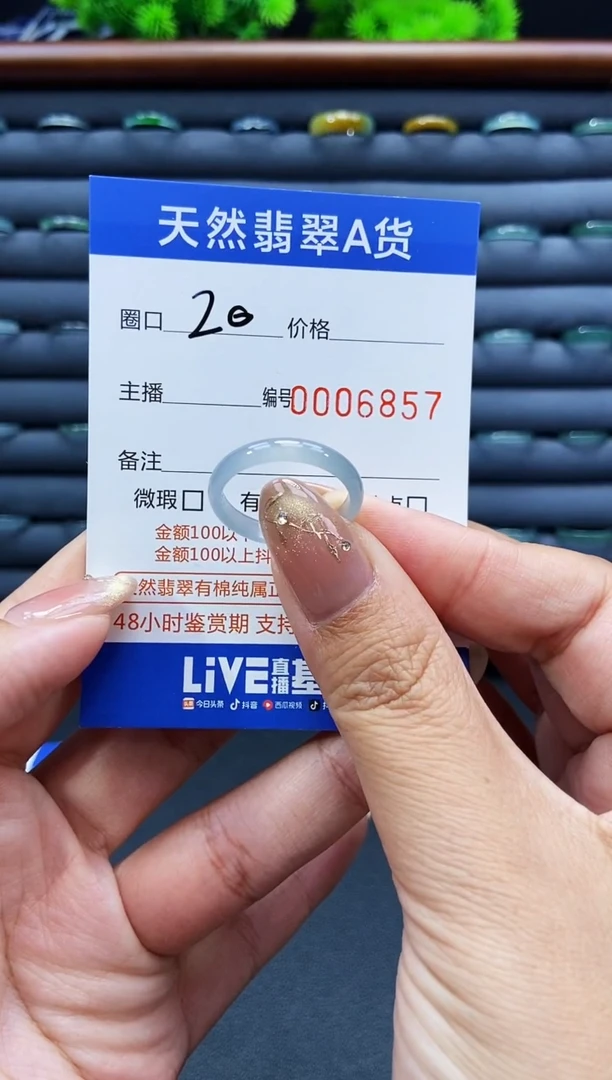 天然翡翠A货
圈口 20 价格
主播 编号0006857
备注
微瑕□ 有 点□
金额100以
金额100以上抖
然翡翠有棉纯属正
48小时鉴赏期 支持
LiVE直播基
今日头条 抖音 西瓜视频